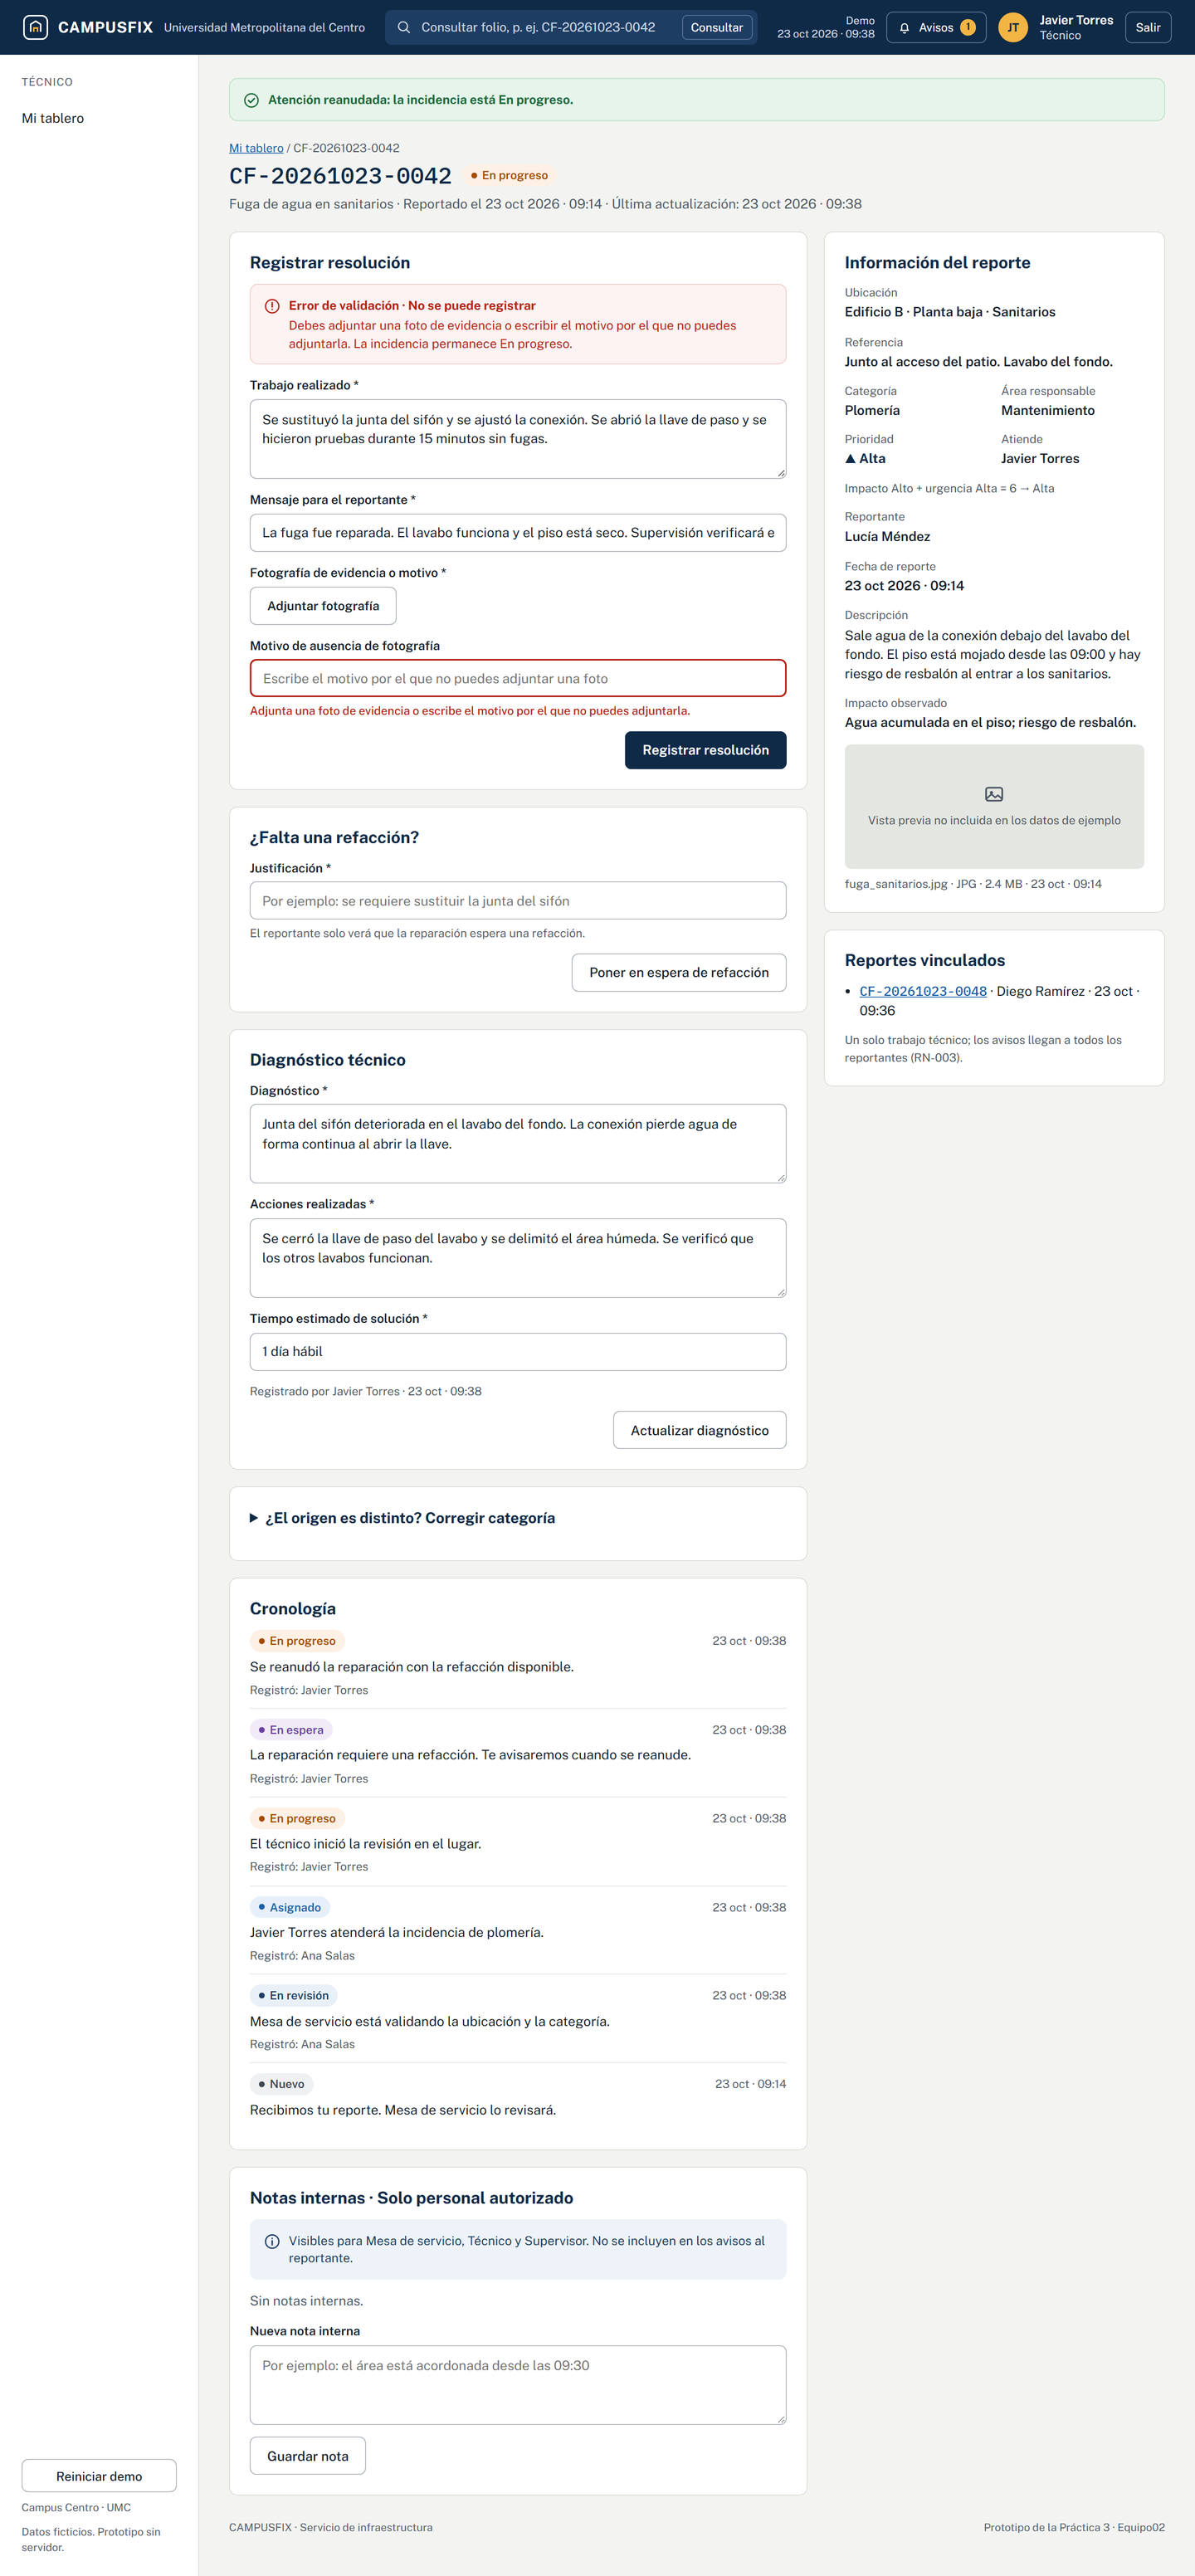 CAMPUSFIX Universidad Metropolitana del Centro
Consultar folio, p. ej. CF-20261023-0042
Consultar
Demo
23 oct 2026 · 09:38
Avisos 1
JT
Javier Torres
Técnico
Salir
TÉCNICO
Mi tablero
Atención reanudada: la incidencia está En progreso.
Mi tablero / CF-20261023-0042
CF-20261023-0042 En progreso
Fuga de agua en sanitarios · Reportado el 23 oct 2026 · 09:14 · Última actualización: 23 oct 2026 · 09:38
Registrar resolución
Error de validación · No se puede registrar
Debes adjuntar una foto de evidencia o escribir el motivo por el que no puedes
adjuntarla. La incidencia permanece En progreso.
Trabajo realizado *
Se sustituyó la junta del sifón y se ajustó la conexión. Se abrió la llave de paso y se
hicieron pruebas durante 15 minutos sin fugas.
Mensaje para el reportante *
La fuga fue reparada. El lavabo funciona y el piso está seco. Supervisión verificará e
Fotografía de evidencia o motivo *
Adjuntar fotografía
Motivo de ausencia de fotografía
Escribe el motivo por el que no puedes adjuntar una foto
Adjunta una foto de evidencia o escribe el motivo por el que no puedes adjuntarla.
Registrar resolución
¿Falta una refacción?
Justificación *
Por ejemplo: se requiere sustituir la junta del sifón
El reportante solo verá que la reparación espera una refacción.
Poner en espera de refacción
Diagnóstico técnico
Diagnóstico *
Junta del sifón deteriorada en el lavabo del fondo. La conexión pierde agua de
forma continua al abrir la llave.
Acciones realizadas *
Se cerró la llave de paso del lavabo y se delimitó el área húmeda. Se verificó que
los otros lavabos funcionan.
Tiempo estimado de solución *
1 día hábil
Registrado por Javier Torres · 23 oct · 09:38
Actualizar diagnóstico
¿El origen es distinto? Corregir categoría
Cronología
En progreso 23 oct · 09:38
Se reanudó la reparación con la refacción disponible.
Registró: Javier Torres
En espera 23 oct · 09:38
La reparación requiere una refacción. Te avisaremos cuando se reanude.
Registró: Javier Torres
En progreso 23 oct · 09:38
El técnico inició la revisión en el lugar.
Registró: Javier Torres
Asignado 23 oct · 09:38
Javier Torres atenderá la incidencia de plomería.
Registró: Ana Salas
En revisión 23 oct · 09:38
Mesa de servicio está validando la ubicación y la categoría.
Registró: Ana Salas
Nuevo 23 oct · 09:14
Recibimos tu reporte. Mesa de servicio lo revisará.
Notas internas · Solo personal autorizado
Visibles para Mesa de servicio, Técnico y Supervisor. No se incluyen en los avisos al
reportante.
Sin notas internas.
Nueva nota interna
Por ejemplo: el área está acordonada desde las 09:30
Guardar nota
Información del reporte
Ubicación
Edificio B · Planta baja · Sanitarios
Referencia
Junto al acceso del patio. Lavabo del fondo.
Categoría Área responsable
Plomería Mantenimiento
Prioridad Atiende
▲ Alta Javier Torres
Impacto Alto + urgencia Alta = 6 → Alta
Reportante
Lucía Méndez
Fecha de reporte
23 oct 2026 · 09:14
Descripción
Sale agua de la conexión debajo del lavabo del
fondo. El piso está mojado desde las 09:00 y hay
riesgo de resbalón al entrar a los sanitarios.
Impacto observado
Agua acumulada en el piso; riesgo de resbalón.
Vista previa no incluida en los datos de ejemplo
fuga_sanitarios.jpg · JPG · 2.4 MB · 23 oct · 09:14
Reportes vinculados
• CF-20261023-0048 · Diego Ramírez · 23 oct ·
09:36
Un solo trabajo técnico; los avisos llegan a todos los
reportantes (RN-003).
Reiniciar demo
Campus Centro · UMC
Datos ficticios. Prototipo sin
servidor.
CAMPUSFIX · Servicio de infraestructura
Prototipo de la Práctica 3 · Equipo02